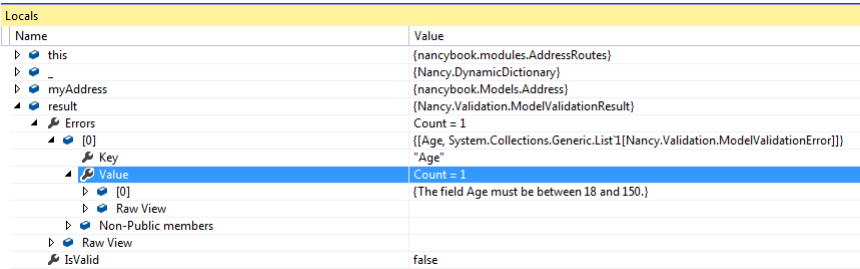 Locals
Name Value
this {nancybook.modules.AddressRoutes}
_ {Nancy.DynamicDictionary}
myAddress {nancybook.Models.Address}
result {Nancy.Validation.ModelValidationResult}
Errors Count = 1
[0] {[Age, System.Collections.Generic.List`1[Nancy.Validation.ModelValidationError]]}
Key "Age"
Value Count = 1
[0] {The field Age must be between 18 and 150.}
Raw View
Non-Public members
Raw View
IsValid false